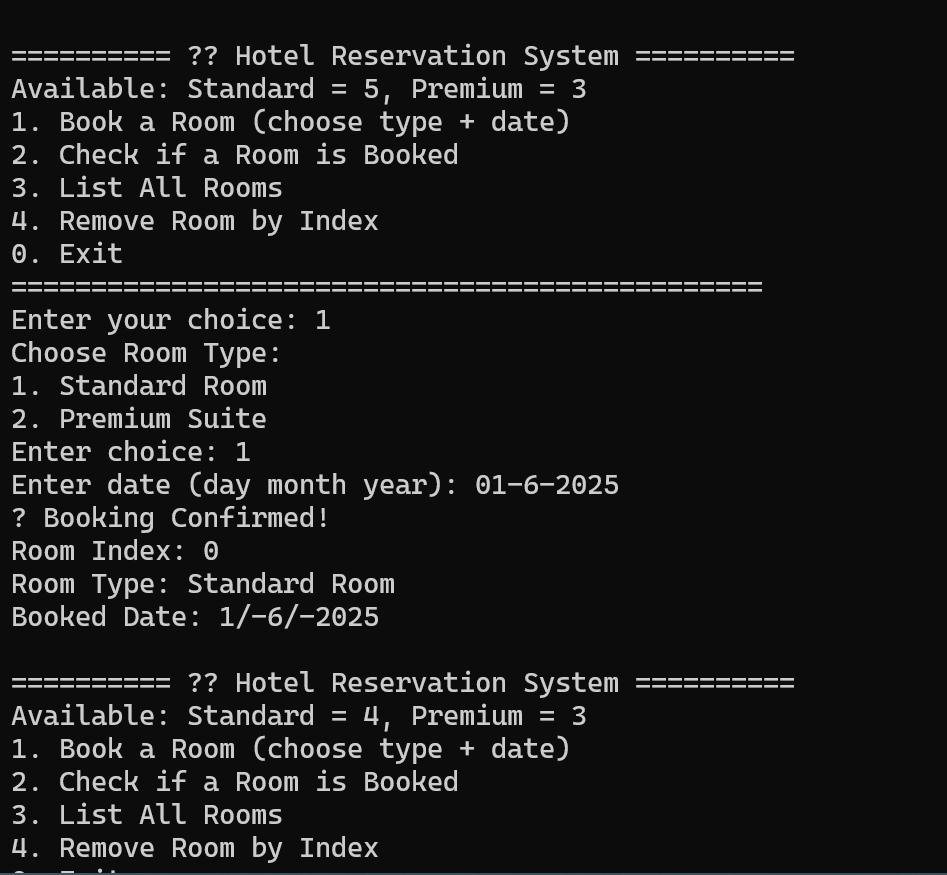 ========== ?? Hotel Reservation System ==========
Available: Standard = 5, Premium = 3
1. Book a Room (choose type + date)
2. Check if a Room is Booked
3. List All Rooms
4. Remove Room by Index
0. Exit
===============================================
Enter your choice: 1
Choose Room Type:
1. Standard Room
2. Premium Suite
Enter choice: 1
Enter date (day month year): 01-6-2025
? Booking Confirmed!
Room Index: 0
Room Type: Standard Room
Booked Date: 1/-6/-2025
========== ?? Hotel Reservation System ==========
Available: Standard = 4, Premium = 3
1. Book a Room (choose type + date)
2. Check if a Room is Booked
3. List All Rooms
4. Remove Room by Index